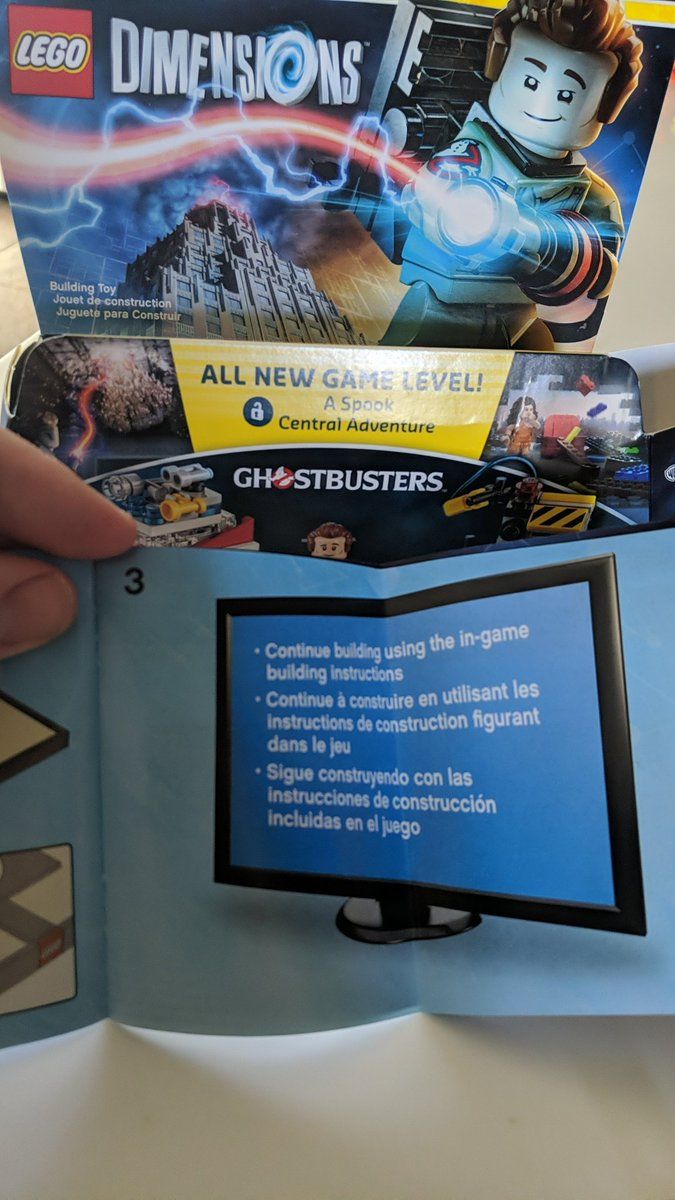 LEGO
DIMENSIONS
E
Building Toy
Jouet de construction
Juguete para Construir
ALL NEW GAME LEVEL!
A Spook
Central Adventure
GHOSTBUSTERS
3
• Continue building using the in-game
building instructions
• Continue à construire en utilisant les
instructions de construction figurant
dans le jeu
• Sigue construyendo con las
instrucciones de construcción
incluidas en el juego